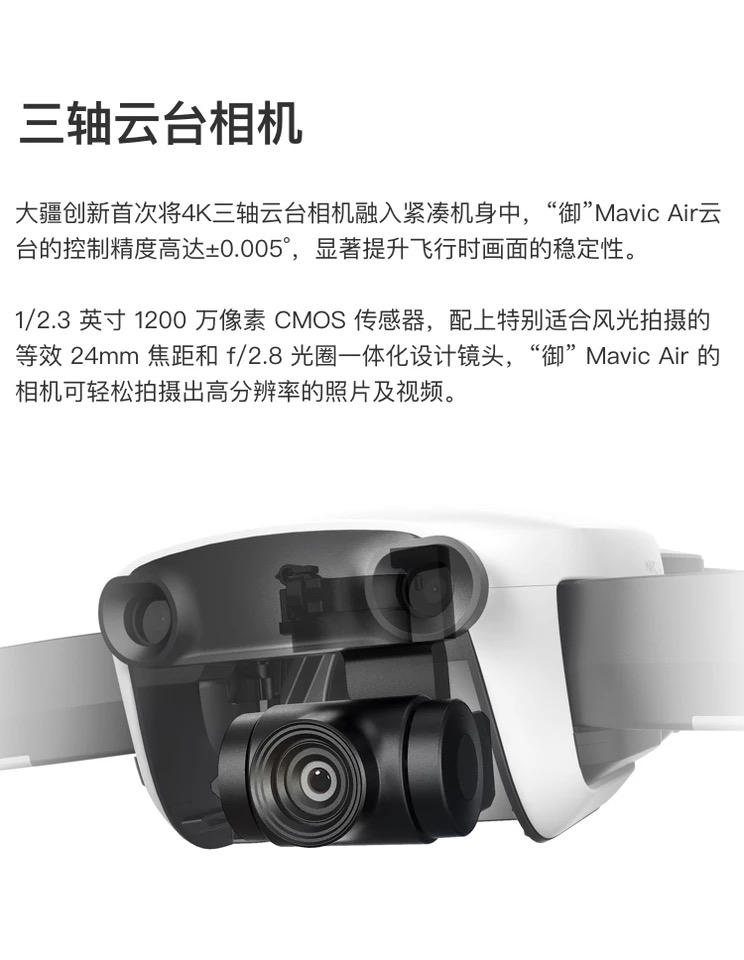 三轴云台相机
大疆创新首次将4K三轴云台相机融入紧凑机身中，“御”Mavic Air云
台的控制精度高达±0.005°，显著提升飞行时画面的稳定性。
1/2.3 英寸 1200 万像素 CMOS 传感器，配上特别适合风光拍摄的
等效 24mm 焦距和 f/2.8 光圈一体化设计镜头，“御” Mavic Air 的
相机可轻松拍摄出高分辨率的照片及视频。